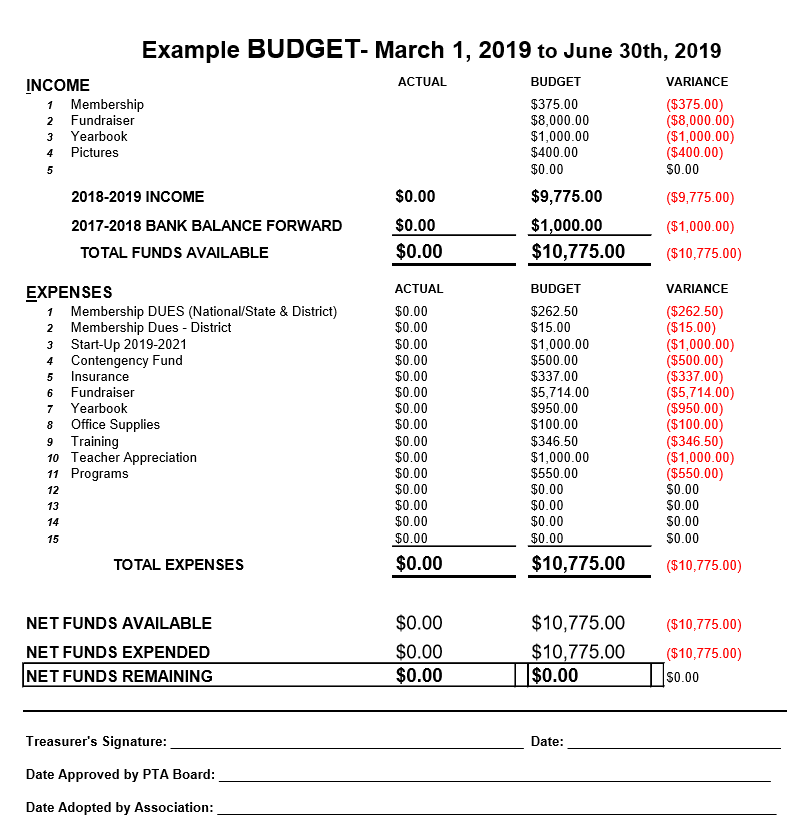 Example BUDGET- March 1, 2019 to June 30th, 2019
INCOME ACTUAL BUDGET VARIANCE
1 Membership $375.00 ($375.00)
2 Fundraiser $8,000.00 ($8,000.00)
3 Yearbook $1,000.00 ($1,000.00)
4 Pictures $400.00 ($400.00)
5 $0.00 $0.00
2018-2019 INCOME $0.00 $9,775.00 ($9,775.00)
2017-2018 BANK BALANCE FORWARD $0.00 $1,000.00 ($1,000.00)
TOTAL FUNDS AVAILABLE $0.00 $10,775.00 ($10,775.00)
EXPENSES ACTUAL BUDGET VARIANCE
1 Membership DUES (National/State & District) $0.00 $262.50 ($262.50)
2 Membership Dues - District $0.00 $15.00 ($15.00)
3 Start-Up 2019-2021 $0.00 $1,000.00 ($1,000.00)
4 Contengency Fund $0.00 $500.00 ($500.00)
5 Insurance $0.00 $337.00 ($337.00)
6 Fundraiser $0.00 $5,714.00 ($5,714.00)
7 Yearbook $0.00 $950.00 ($950.00)
8 Office Supplies $0.00 $100.00 ($100.00)
9 Training $0.00 $346.50 ($346.50)
10 Teacher Appreciation $0.00 $1,000.00 ($1,000.00)
11 Programs $0.00 $550.00 ($550.00)
12 $0.00 $0.00 $0.00
13 $0.00 $0.00 $0.00
14 $0.00 $0.00 $0.00
15 $0.00 $0.00 $0.00
TOTAL EXPENSES $0.00 $10,775.00 ($10,775.00)
NET FUNDS AVAILABLE $0.00 $10,775.00 ($10,775.00)
NET FUNDS EXPENDED $0.00 $10,775.00 ($10,775.00)
NET FUNDS REMAINING $0.00 $0.00 $0.00
Treasurer's Signature: Date:
Date Approved by PTA Board:
Date Adopted by Association: